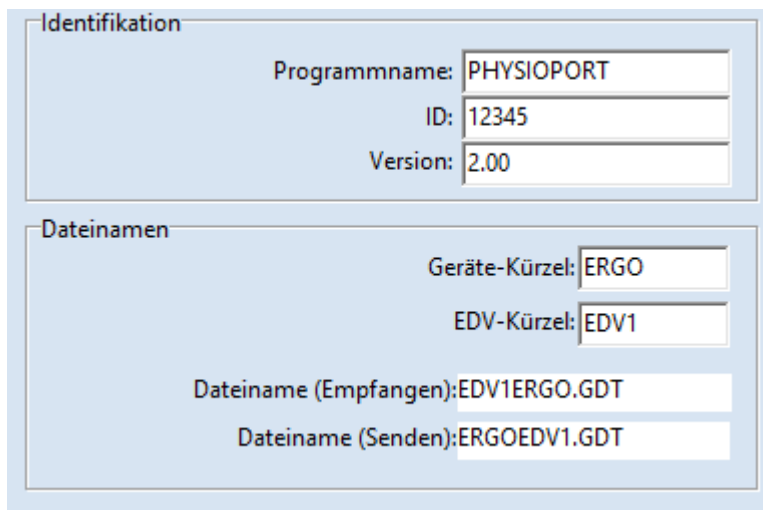 Identifikation
Programmname: PHYSIOPORT
ID: 12345
Version: 2.00
Dateinamen
Geräte-Kürzel: ERGO
EDV-Kürzel: EDV1
Dateiname (Empfangen): EDV1ERGO.GDT
Dateiname (Senden): ERGOEDV1.GDT